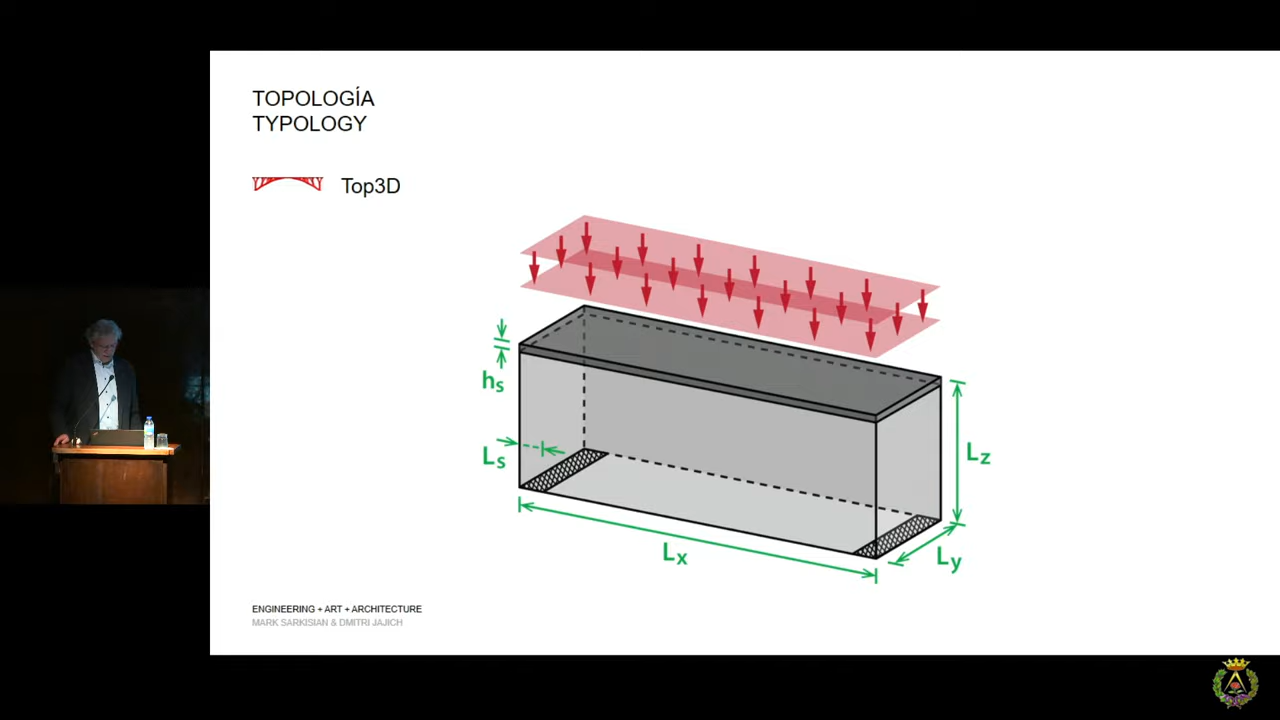 TOPOLOGÍA
TYPOLOGY
Top3D
hs
Ls
Lz
Lx
Ly
ENGINEERING + ART + ARCHITECTURE
MARK SARKISIAN & DMITRI JAJICH